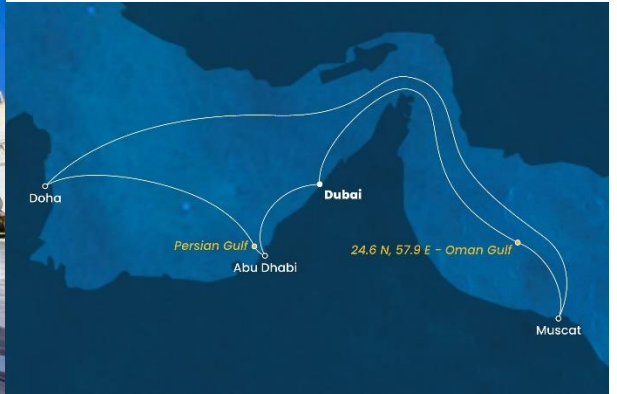 Doha
Dubai
Persian Gulf
24.6 N, 57.9 E - Oman Gulf
Abu Dhabi
Muscat